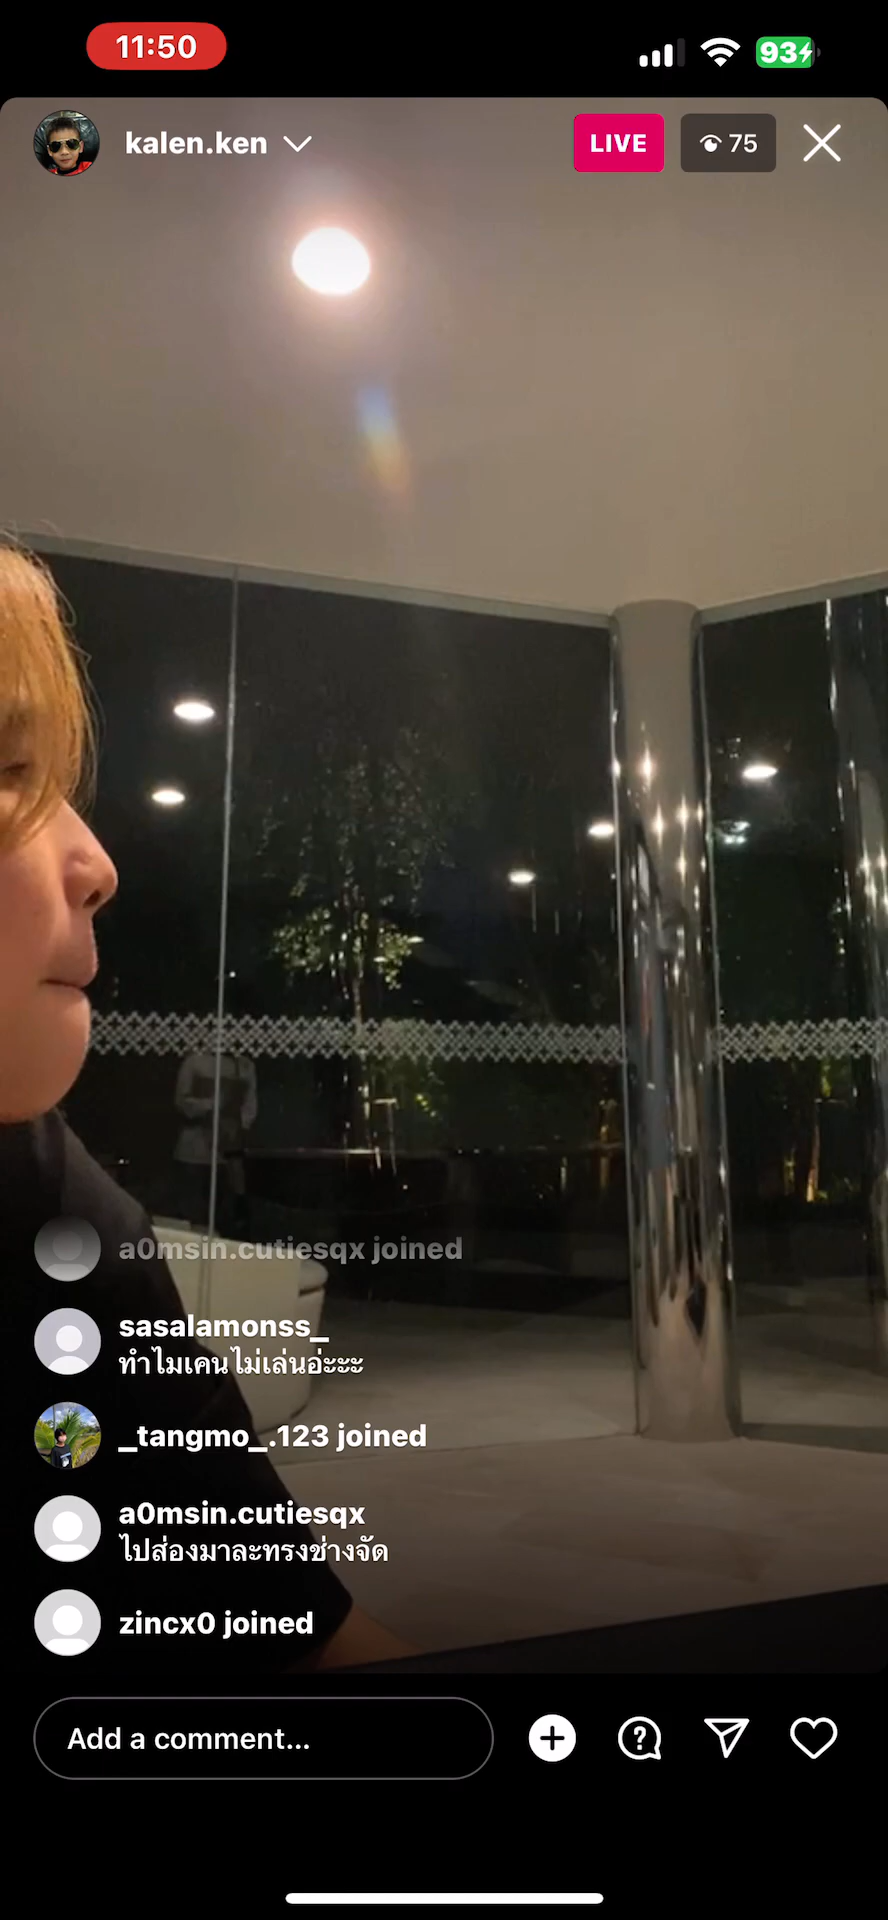 11:50
93
kalen.ken
LIVE
75
a0msin.cutiesqx joined
sasalamonss_
ทำไมเคนไม่เล่นอ่ะะะ
_tangmo_.123 joined
a0msin.cutiesqx
ไปส่องมาละทรงช่างจัด
zincx0 joined
Add a comment...